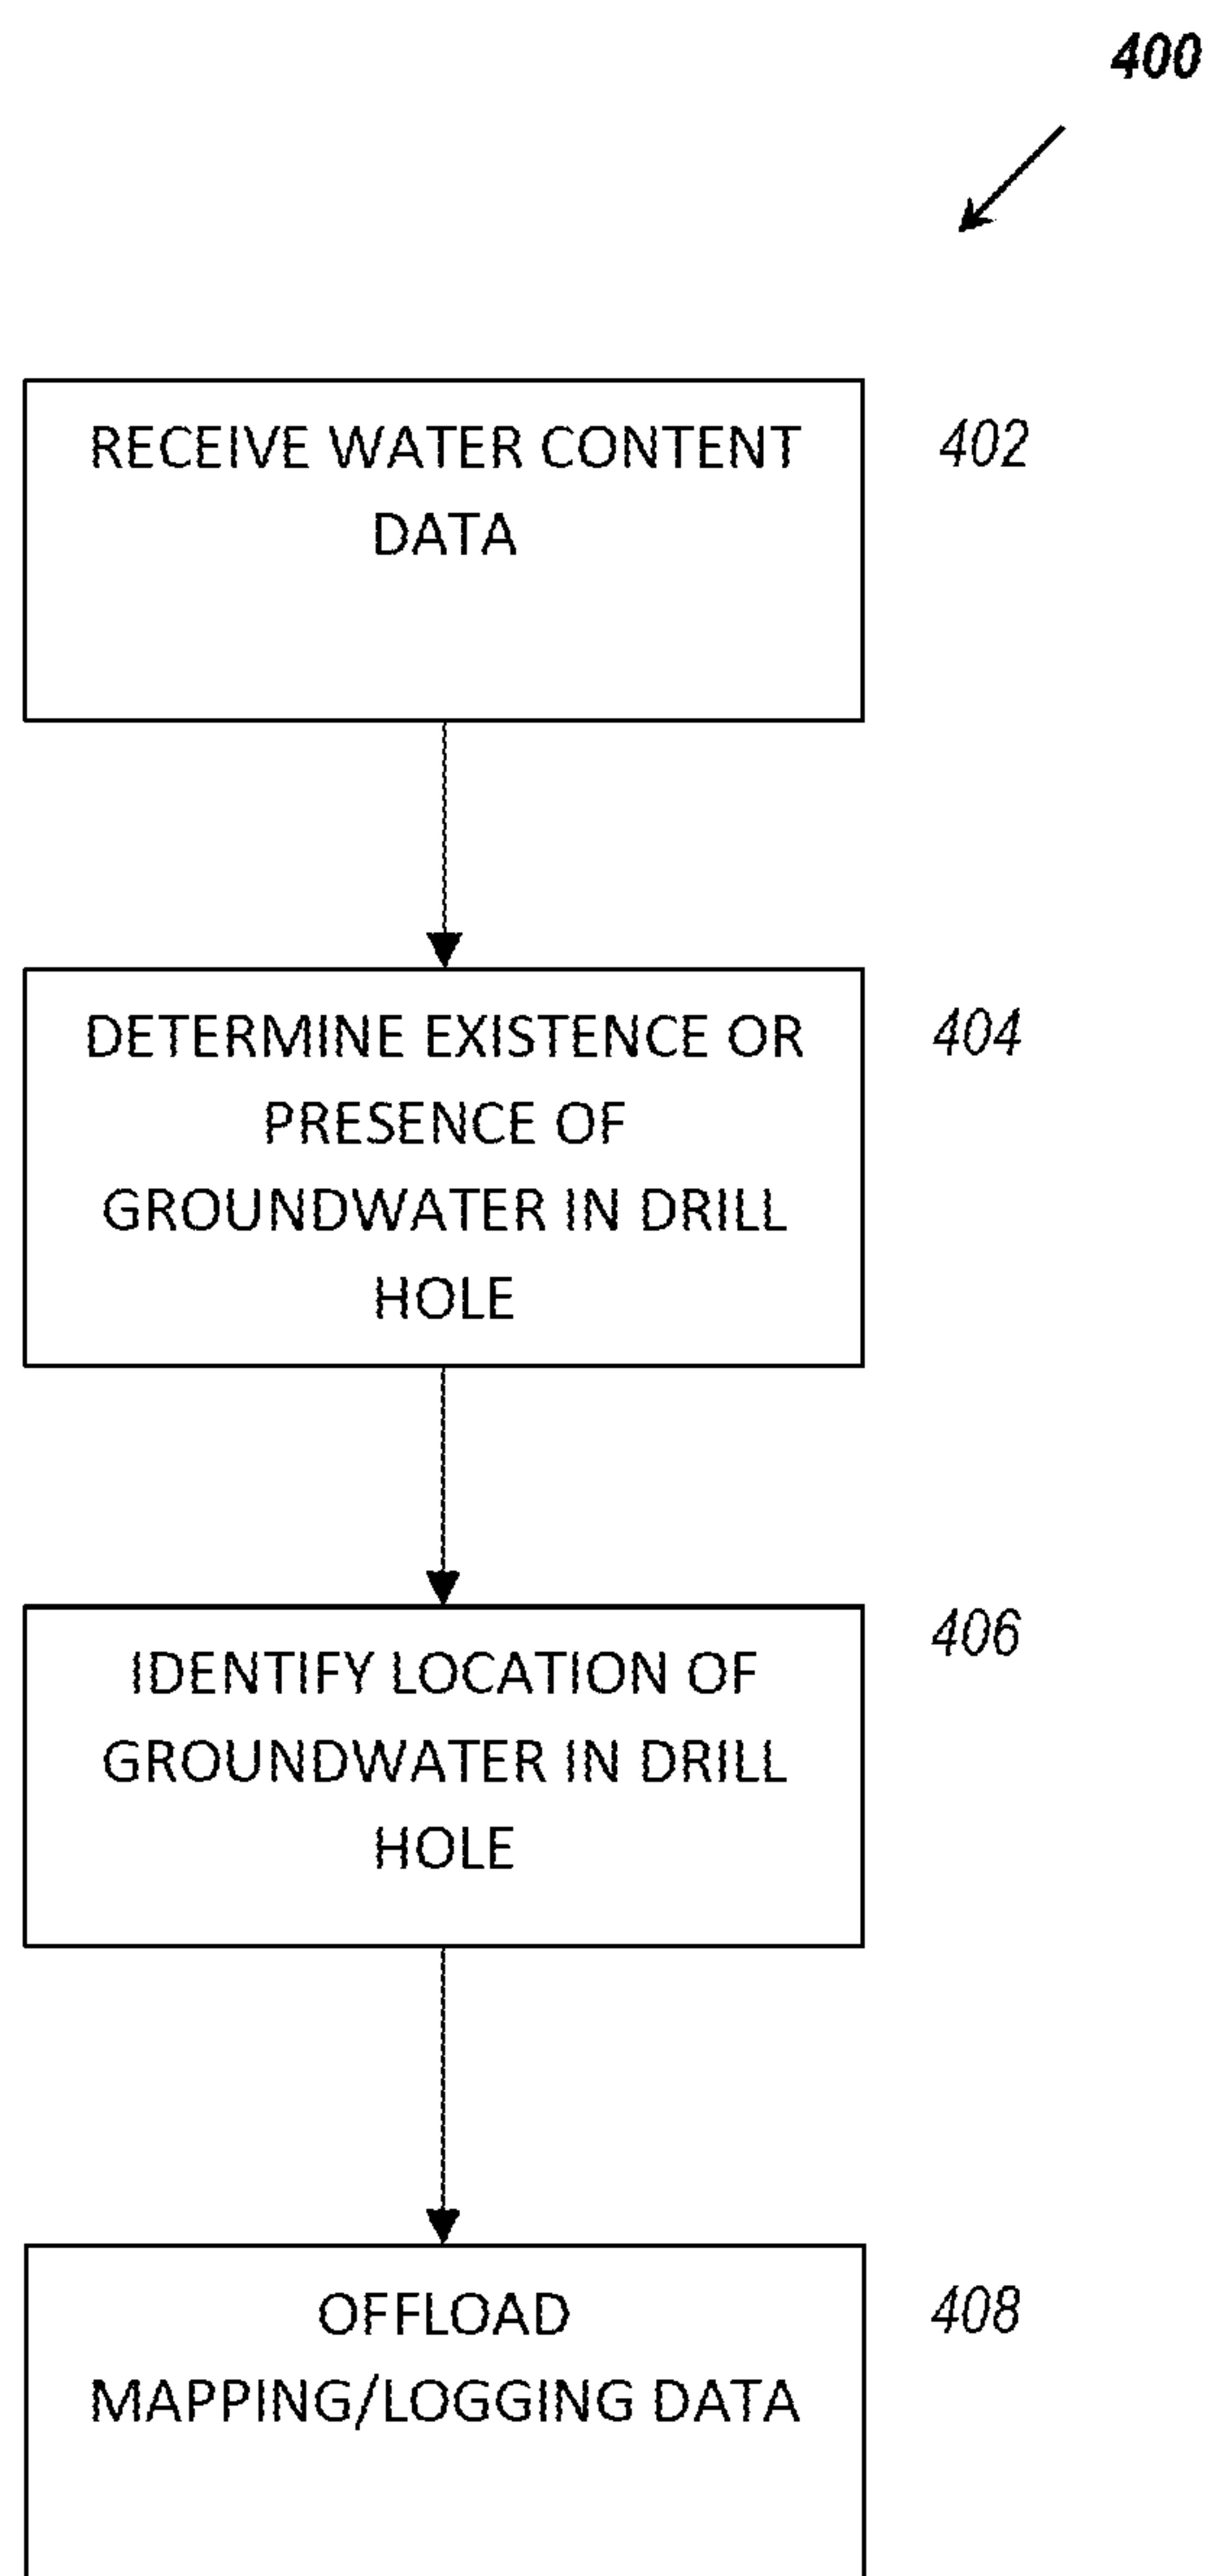 400
RECEIVE WATER CONTENT
DATA
402
DETERMINE EXISTENCE OR
PRESENCE OF
GROUNDWATER IN DRILL
HOLE
404
IDENTIFY LOCATION OF
GROUNDWATER IN DRILL
HOLE
406
OFFLOAD
MAPPING/LOGGING DATA
408